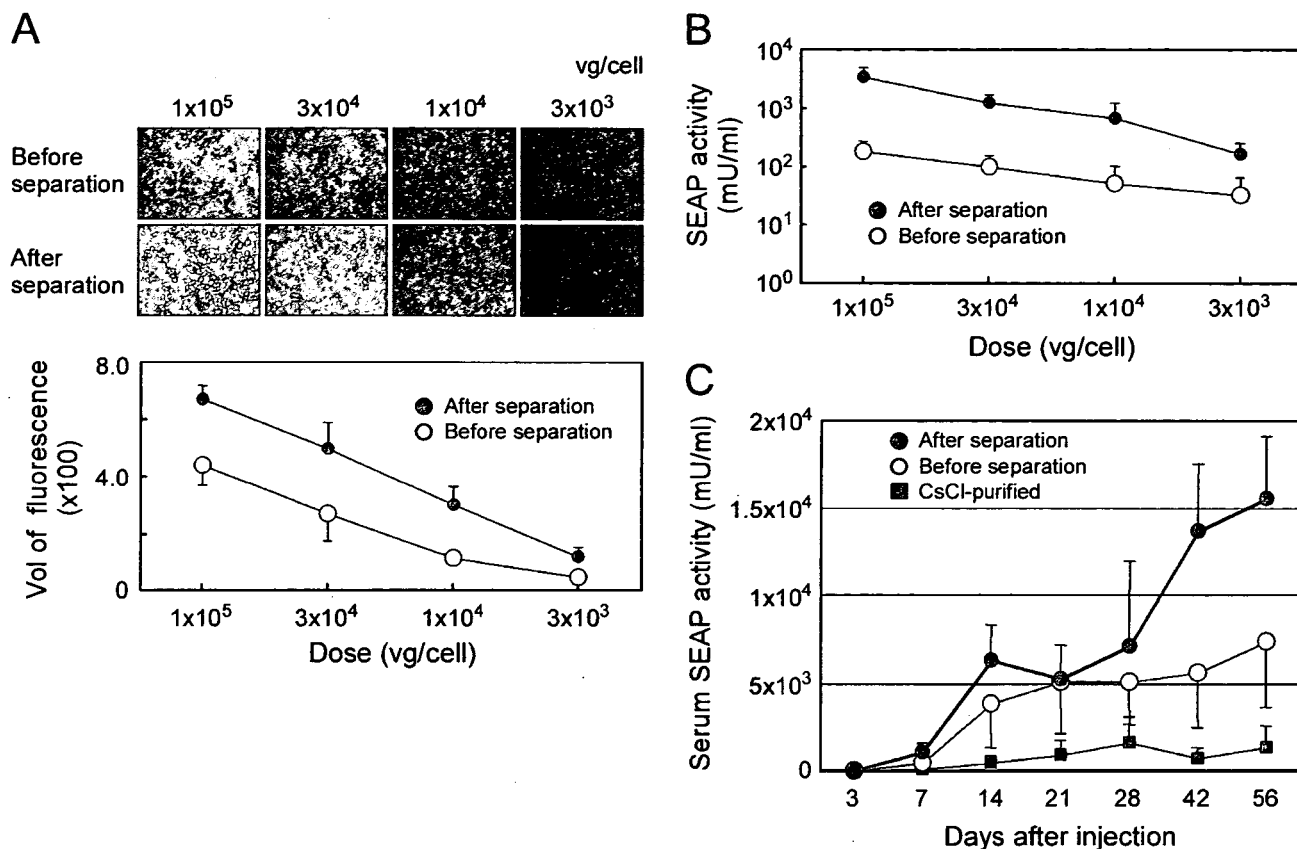 A
vg/cell
1x10⁵ 3x10⁴ 1x10⁴ 3x10³
Before
separation
After
separation
Vol of fluorescence
(x100)
8.0
4.0
0
After separation
Before separation
1x10⁵ 3x10⁴ 1x10⁴ 3x10³
Dose (vg/cell)
B
SEAP activity
(mU/ml)
10⁴
10³
10²
10¹
10⁰
After separation
Before separation
1x10⁵ 3x10⁴ 1x10⁴ 3x10³
Dose (vg/cell)
C
Serum SEAP activity (mU/ml)
2x10⁴
1.5x10⁴
1x10⁴
5x10³
0
After separation
Before separation
CsCl-purified
3 7 14 21 28 42 56
Days after injection